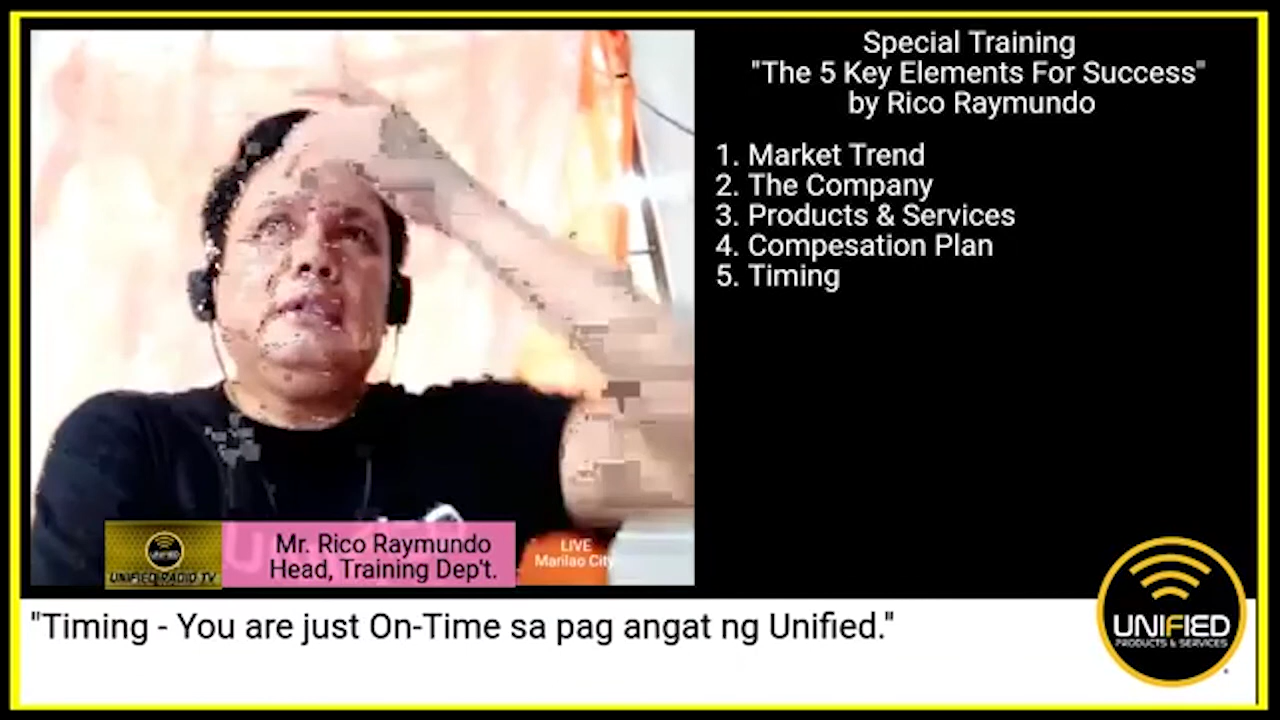 Special Training
"The 5 Key Elements For Success"
by Rico Raymundo
1. Market Trend
2. The Company
3. Products & Services
4. Compesation Plan
5. Timing
UNIFIED
UNIFIED RADIO TV
Mr. Rico Raymundo
Head, Training Dep't.
LIVE
Marilao City
"Timing - You are just On-Time sa pag angat ng Unified."
UNIFIED
PRODUCTS & SERVICES